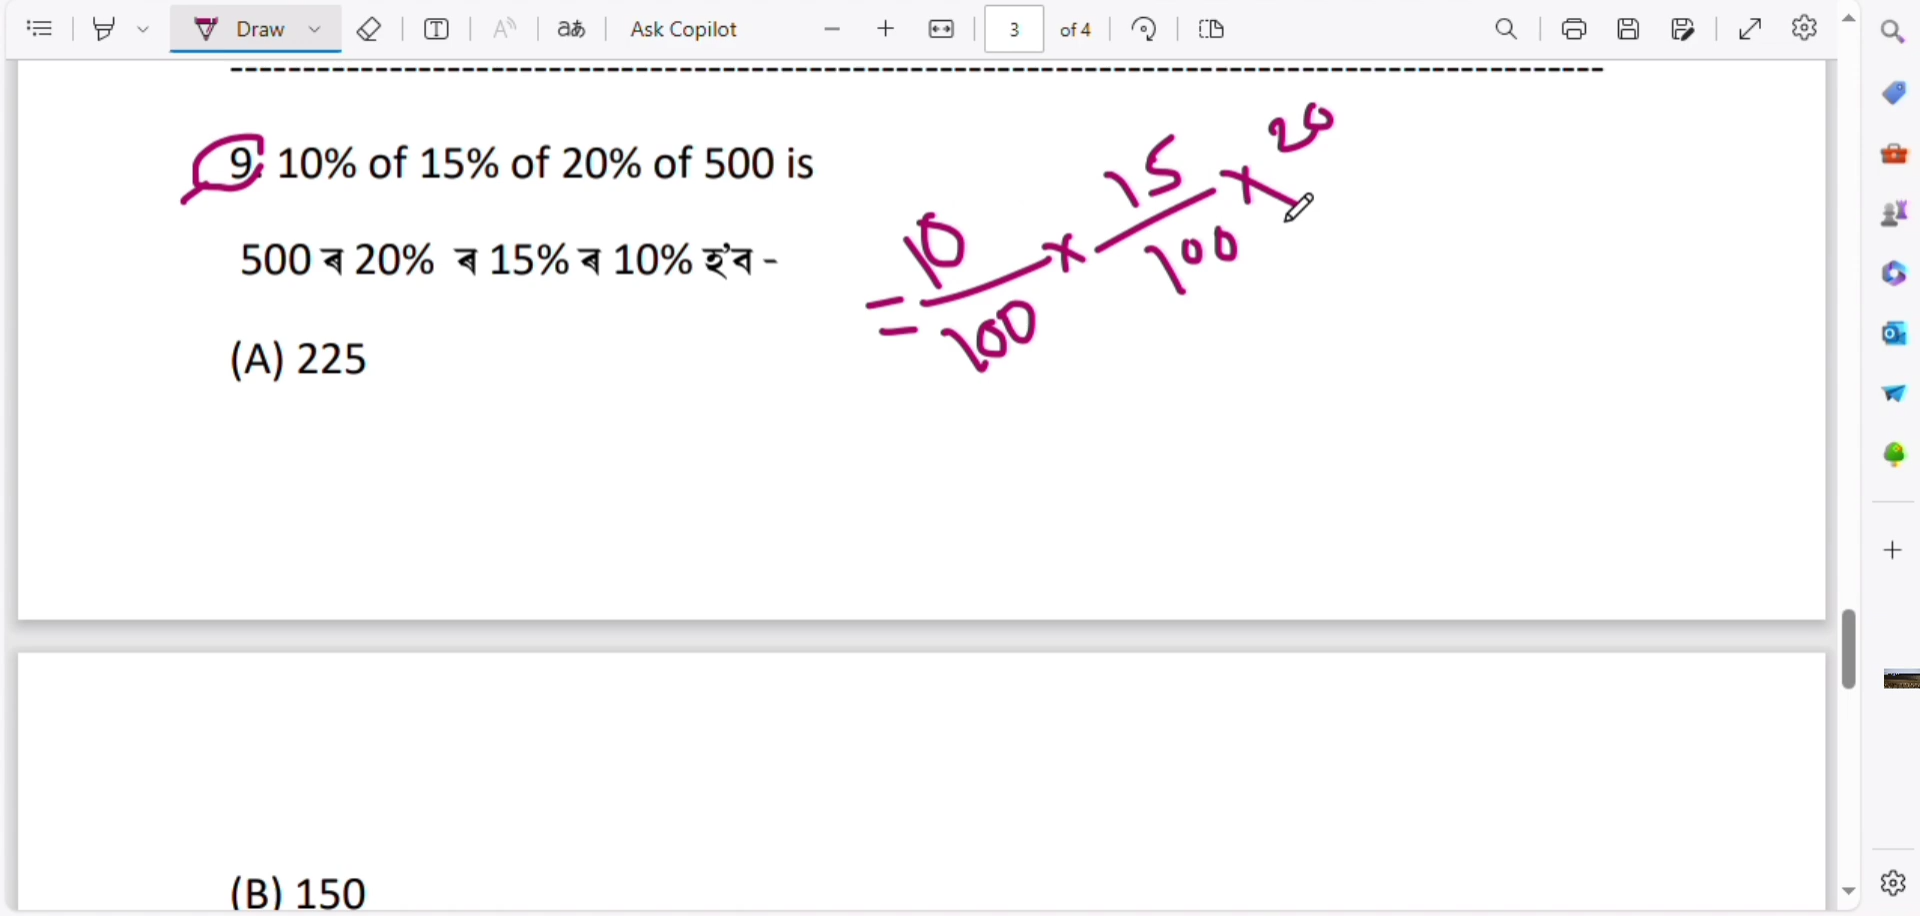 Draw
Ask Copilot
3 of 4
9. 10% of 15% of 20% of 500 is
500 ৰ 20% ৰ 15% ৰ 10% হ'ব -
(A) 225
= 10/100 x 15/100 x 20
(B) 150